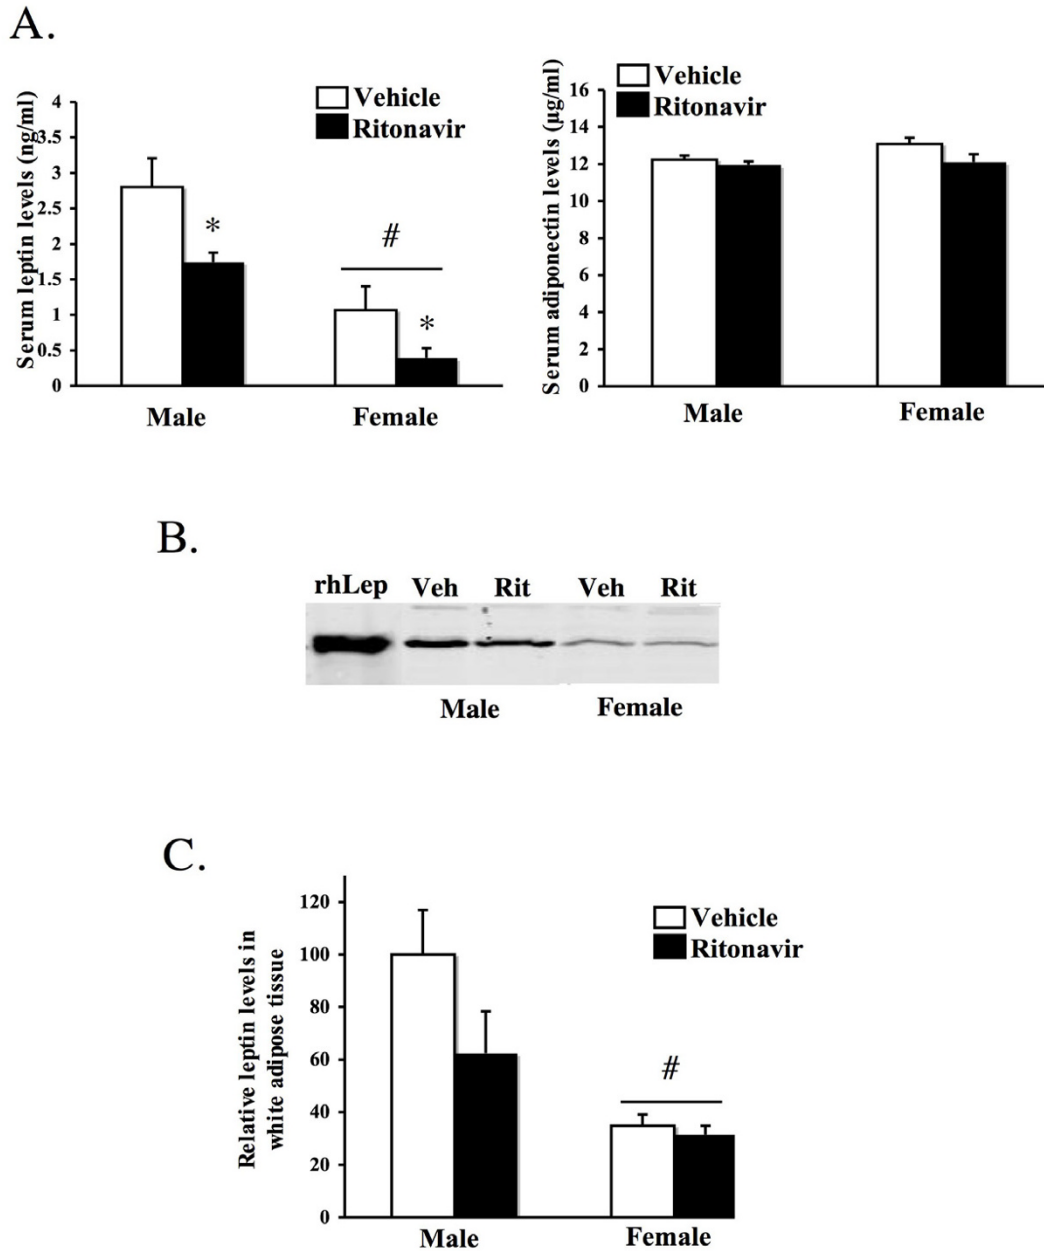 A.
Serum leptin levels (ng/ml)
4
3.5
3
2.5
2
1.5
1
0.5
0
Vehicle
Ritonavir
*
#
*
Male
Female
Serum adiponectin levels (μg/ml)
16
14
12
10
8
6
4
2
0
Vehicle
Ritonavir
Male
Female
B.
rhLep Veh Rit Veh Rit
Male Female
C.
Relative leptin levels in
white adipose tissue
120
100
80
60
40
20
0
Vehicle
Ritonavir
#
Male
Female